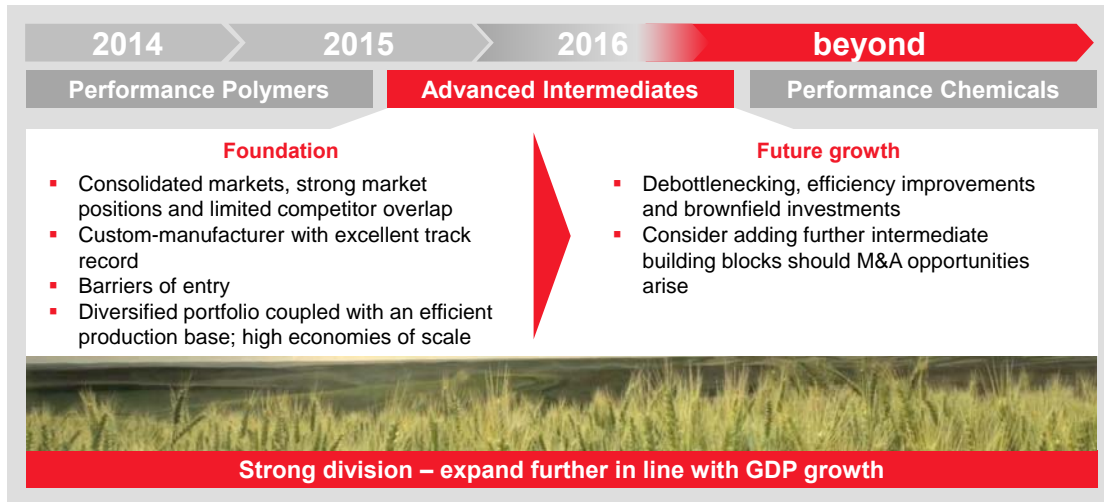 2014 2015 2016 beyond
Performance Polymers Advanced Intermediates Performance Chemicals
Foundation
▪ Consolidated markets, strong market
positions and limited competitor overlap
▪ Custom-manufacturer with excellent track
record
▪ Barriers of entry
▪ Diversified portfolio coupled with an efficient
production base; high economies of scale
Future growth
▪ Debottlenecking, efficiency improvements
and brownfield investments
▪ Consider adding further intermediate
building blocks should M&A opportunities
arise
Strong division – expand further in line with GDP growth